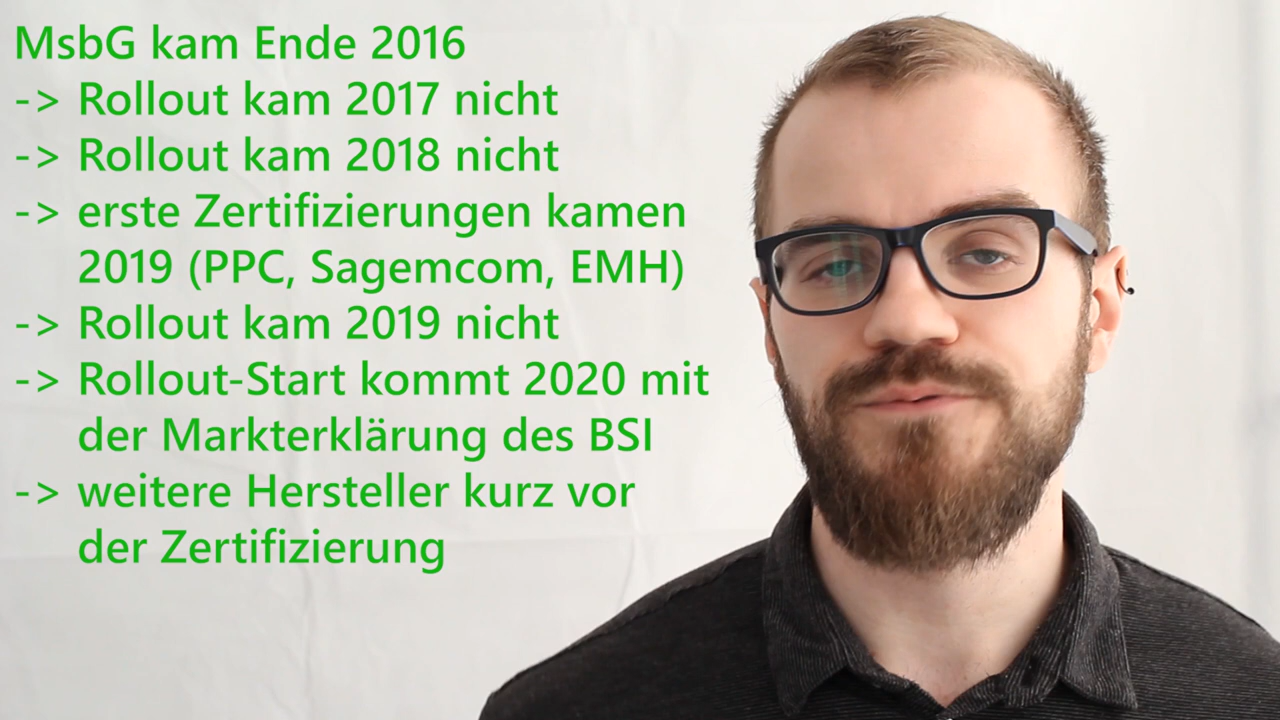 MsbG kam Ende 2016
-> Rollout kam 2017 nicht
-> Rollout kam 2018 nicht
-> erste Zertifizierungen kamen
2019 (PPC, Sagemcom, EMH)
-> Rollout kam 2019 nicht
-> Rollout-Start kommt 2020 mit
der Markterklärung des BSI
-> weitere Hersteller kurz vor
der Zertifizierung